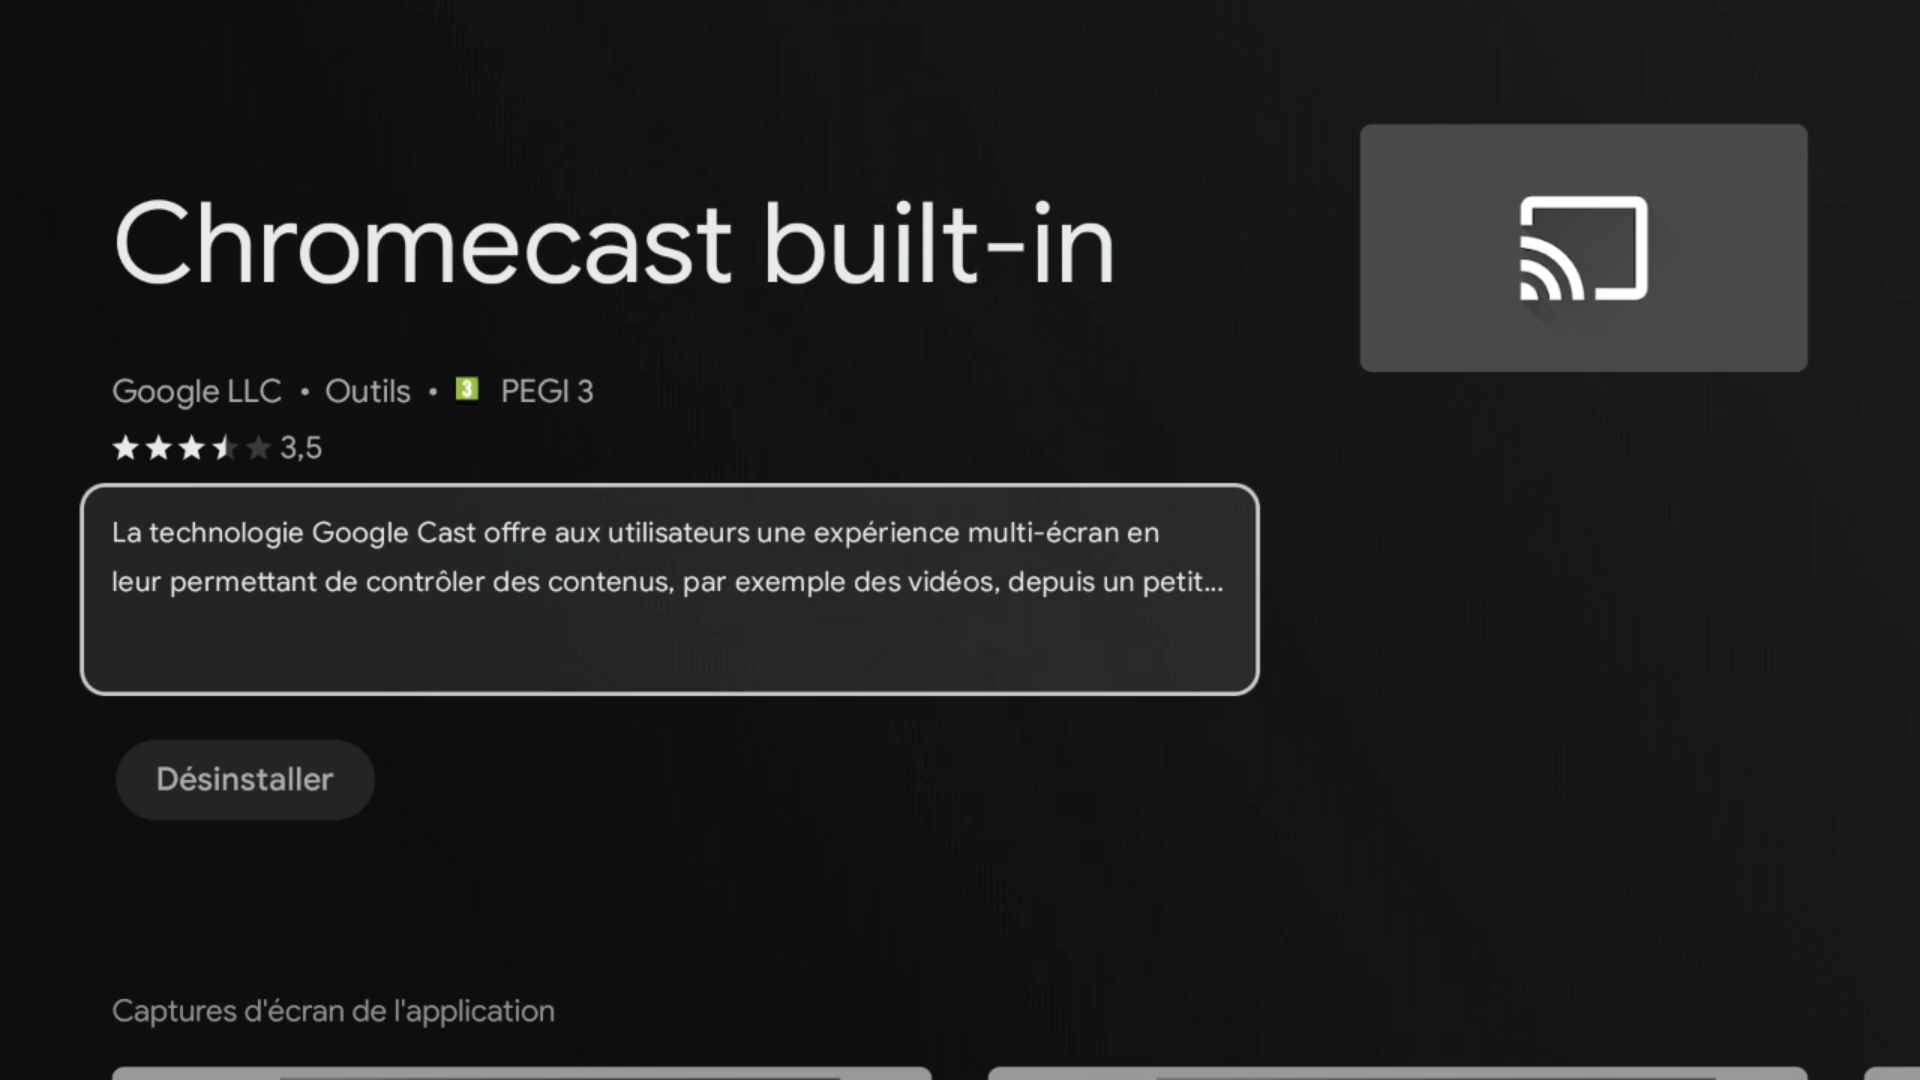 Chromecast built-in
Google LLC • Outils • 3 PEGI 3
3,5
La technologie Google Cast offre aux utilisateurs une expérience multi-écran en
leur permettant de contrôler des contenus, par exemple des vidéos, depuis un petit...
Désinstaller
Captures d'écran de l'application